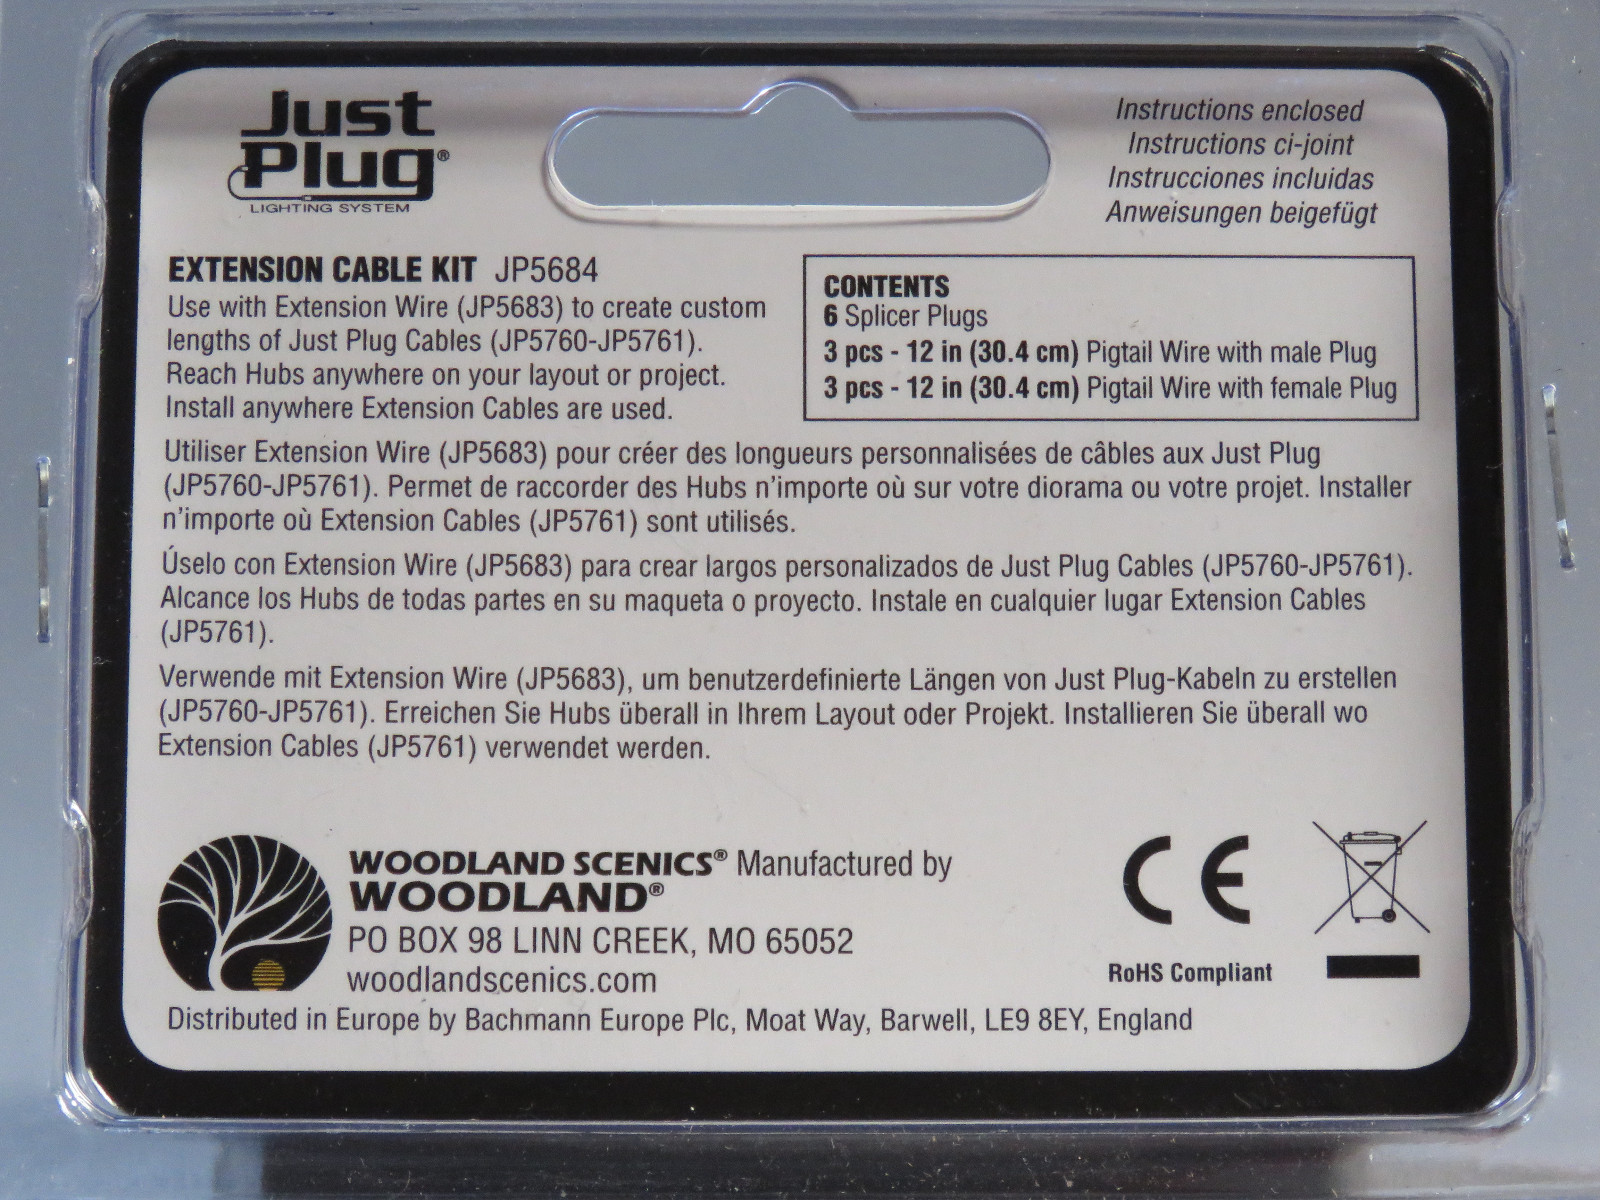 Just
Plug®
LIGHTING SYSTEM
Instructions enclosed
Instructions ci-joint
Instrucciones incluidas
Anweisungen beigefügt
EXTENSION CABLE KIT JP5684
Use with Extension Wire (JP5683) to create custom
lengths of Just Plug Cables (JP5760-JP5761).
Reach Hubs anywhere on your layout or project.
Install anywhere Extension Cables are used.
CONTENTS
6 Splicer Plugs
3 pcs - 12 in (30.4 cm) Pigtail Wire with male Plug
3 pcs - 12 in (30.4 cm) Pigtail Wire with female Plug
Utiliser Extension Wire (JP5683) pour créer des longueurs personnalisées de câbles aux Just Plug
(JP5760-JP5761). Permet de raccorder des Hubs n'importe où sur votre diorama ou votre projet. Installer
n'importe où Extension Cables (JP5761) sont utilisés.
Úselo con Extension Wire (JP5683) para crear largos personalizados de Just Plug Cables (JP5760-JP5761).
Alcance los Hubs de todas partes en su maqueta o proyecto. Instale en cualquier lugar Extension Cables
(JP5761).
Verwende mit Extension Wire (JP5683), um benutzerdefinierte Längen von Just Plug-Kabeln zu erstellen
(JP5760-JP5761). Erreichen Sie Hubs überall in Ihrem Layout oder Projekt. Installieren Sie überall wo
Extension Cables (JP5761) verwendet werden.
WOODLAND SCENICS® Manufactured by
WOODLAND®
PO BOX 98 LINN CREEK, MO 65052
woodlandscenics.com
CE
RoHS Compliant
Distributed in Europe by Bachmann Europe Plc, Moat Way, Barwell, LE9 8EY, England